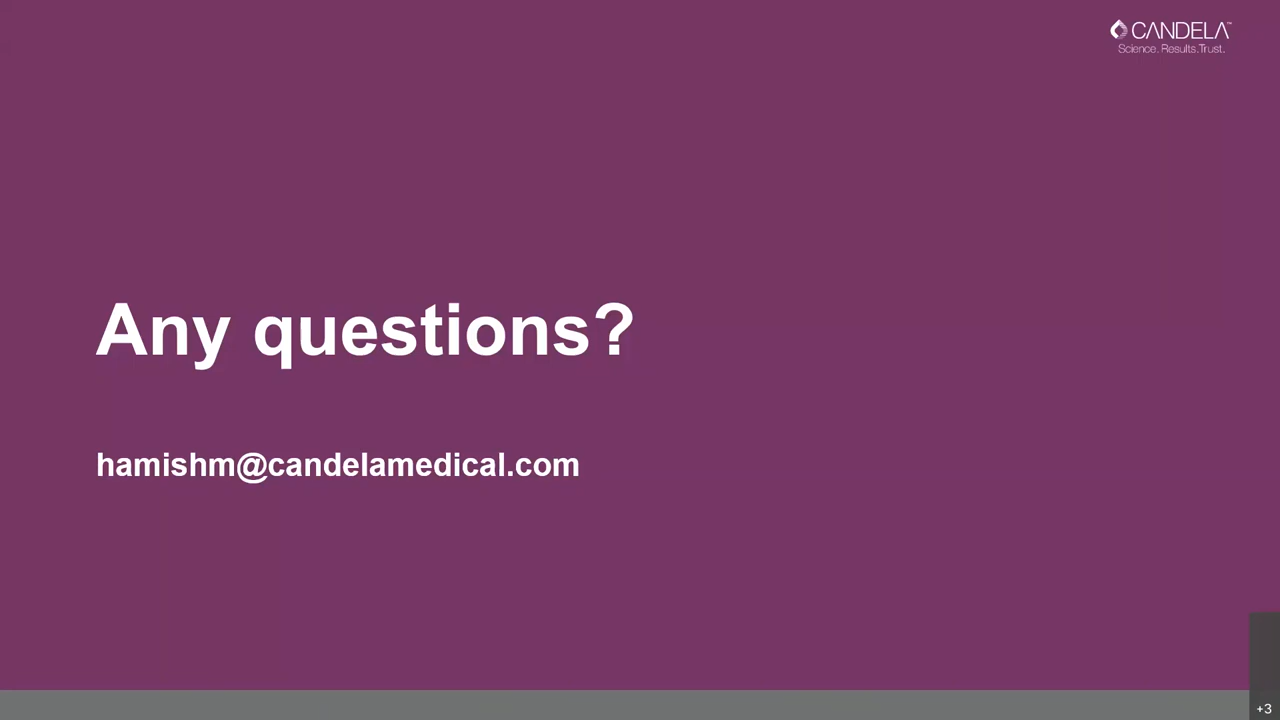 CANDELA™
Science. Results.Trust.
Any questions?
hamishm@candelamedical.com
+3